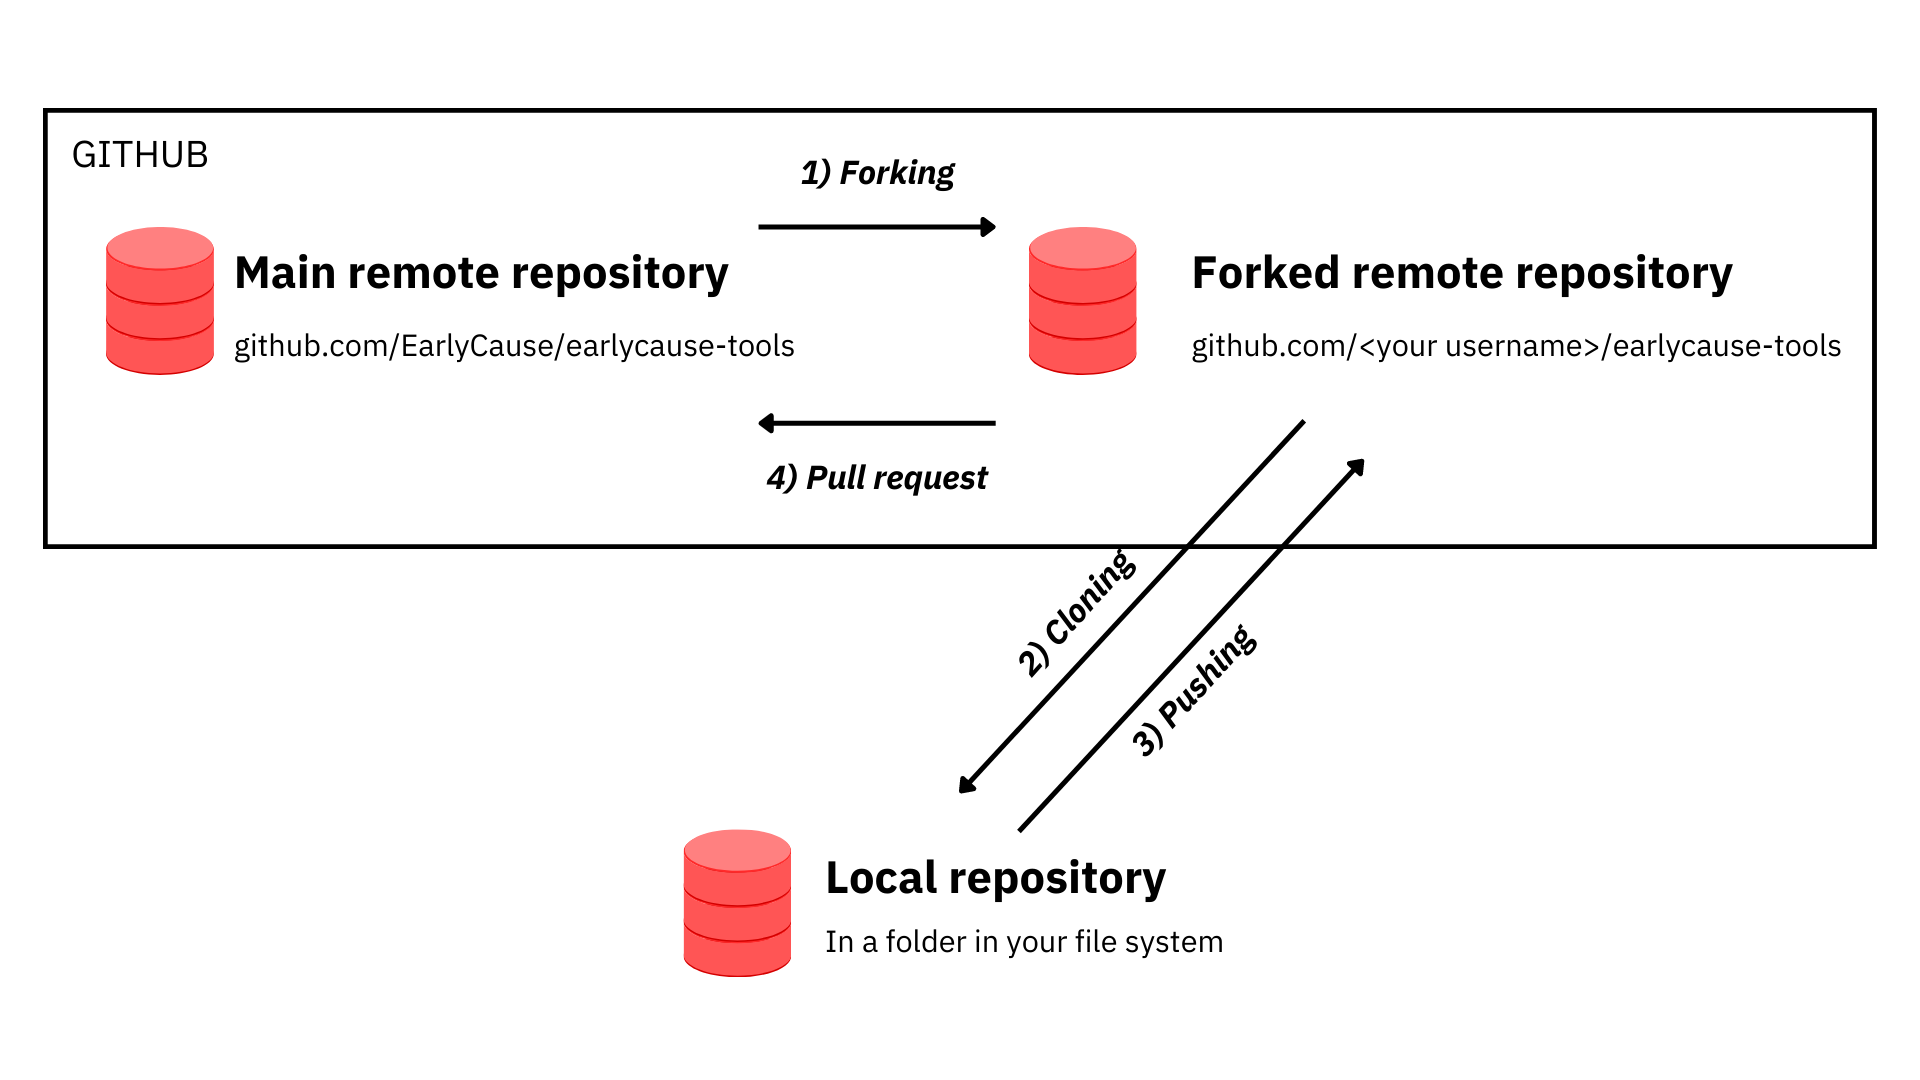 GITHUB
1) Forking
Main remote repository
github.com/EarlyCause/earlycause-tools
Forked remote repository
github.com/<your username>/earlycause-tools
4) Pull request
2) Cloning
3) Pushing
Local repository
In a folder in your file system